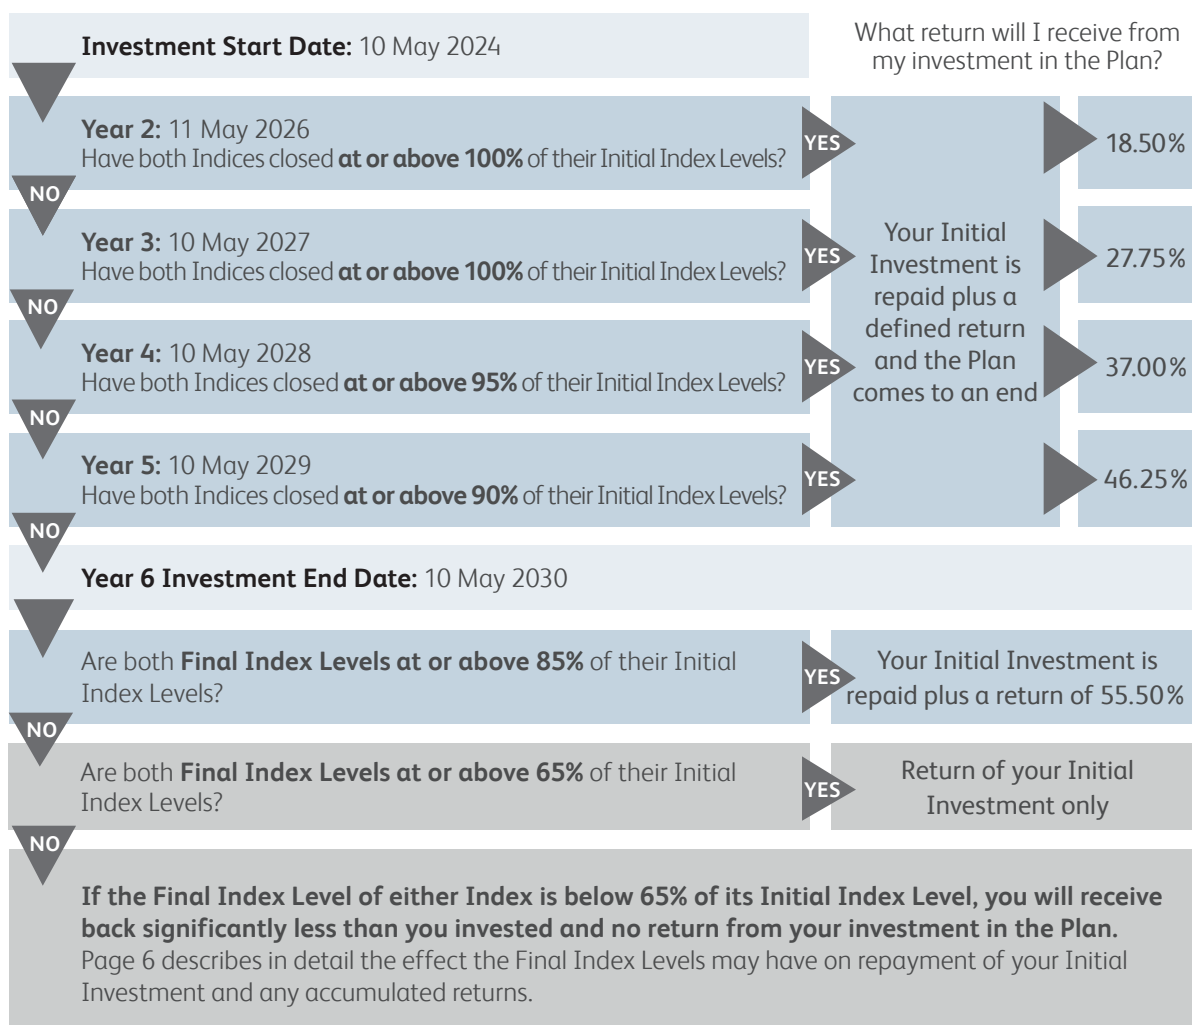 Investment Start Date: 10 May 2024
What return will I receive from
my investment in the Plan?
Year 2: 11 May 2026
Have both Indices closed at or above 100% of their Initial Index Levels?
YES
18.50%
NO
Year 3: 10 May 2027
Have both Indices closed at or above 100% of their Initial Index Levels?
YES
27.75%
NO
Year 4: 10 May 2028
Have both Indices closed at or above 95% of their Initial Index Levels?
YES
37.00%
NO
Year 5: 10 May 2029
Have both Indices closed at or above 90% of their Initial Index Levels?
YES
46.25%
Your Initial
Investment is
repaid plus a
defined return
and the Plan
comes to an end
NO
Year 6 Investment End Date: 10 May 2030
Are both Final Index Levels at or above 85% of their Initial
Index Levels?
YES
Your Initial Investment is
repaid plus a return of 55.50%
NO
Are both Final Index Levels at or above 65% of their Initial
Index Levels?
YES
Return of your Initial
Investment only
NO
If the Final Index Level of either Index is below 65% of its Initial Index Level, you will receive
back significantly less than you invested and no return from your investment in the Plan.
Page 6 describes in detail the effect the Final Index Levels may have on repayment of your Initial
Investment and any accumulated returns.